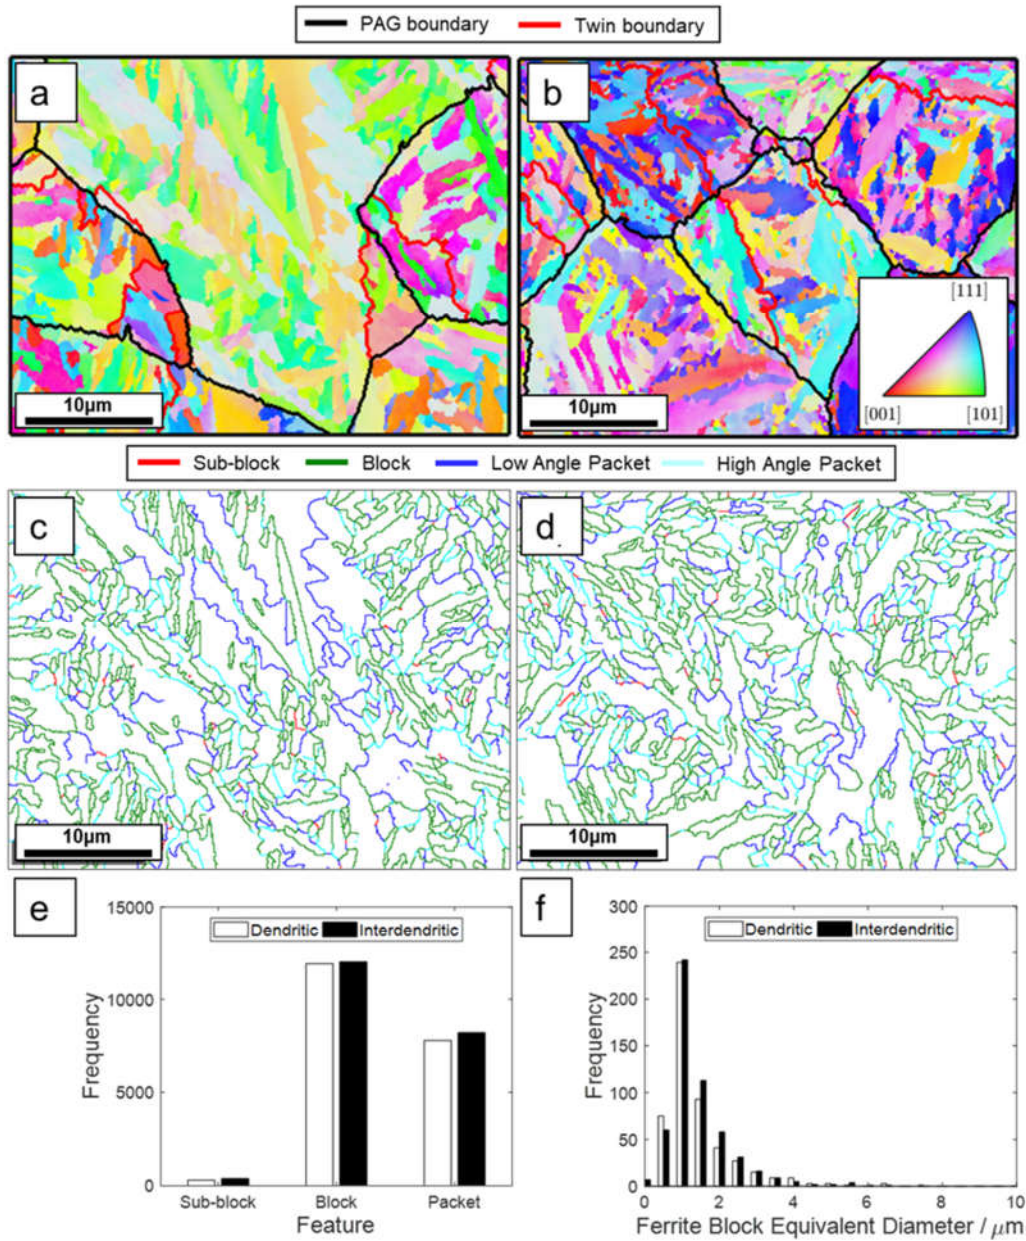 PAG boundary Twin boundary
a b
[111]
[001] [101]
10μm 10μm
Sub-block Block Low Angle Packet High Angle Packet
c d
10μm 10μm
e f
15000 300
Dendritic Interdendritic Dendritic Interdendritic
250
10000 200
Frequency Frequency
150
5000 100
50
0 0
Sub-block Block Packet 0 2 4 6 8 10
Feature Ferrite Block Equivalent Diameter / μm